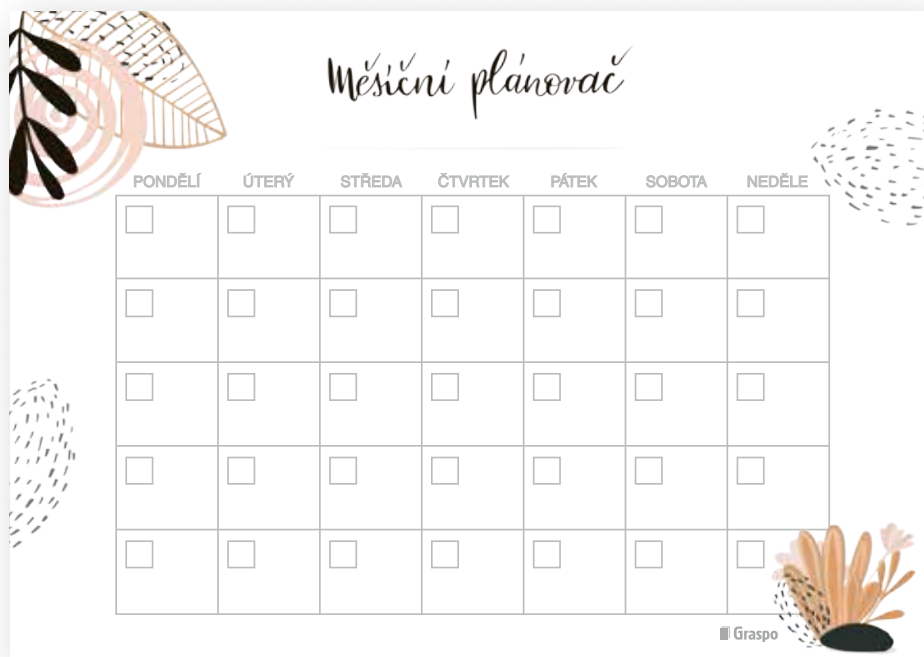 Měsíční plánovač
PONDĚLÍ ÚTERÝ STŘEDA ČTVRTEK PÁTEK SOBOTA NEDĚLE
Graspo